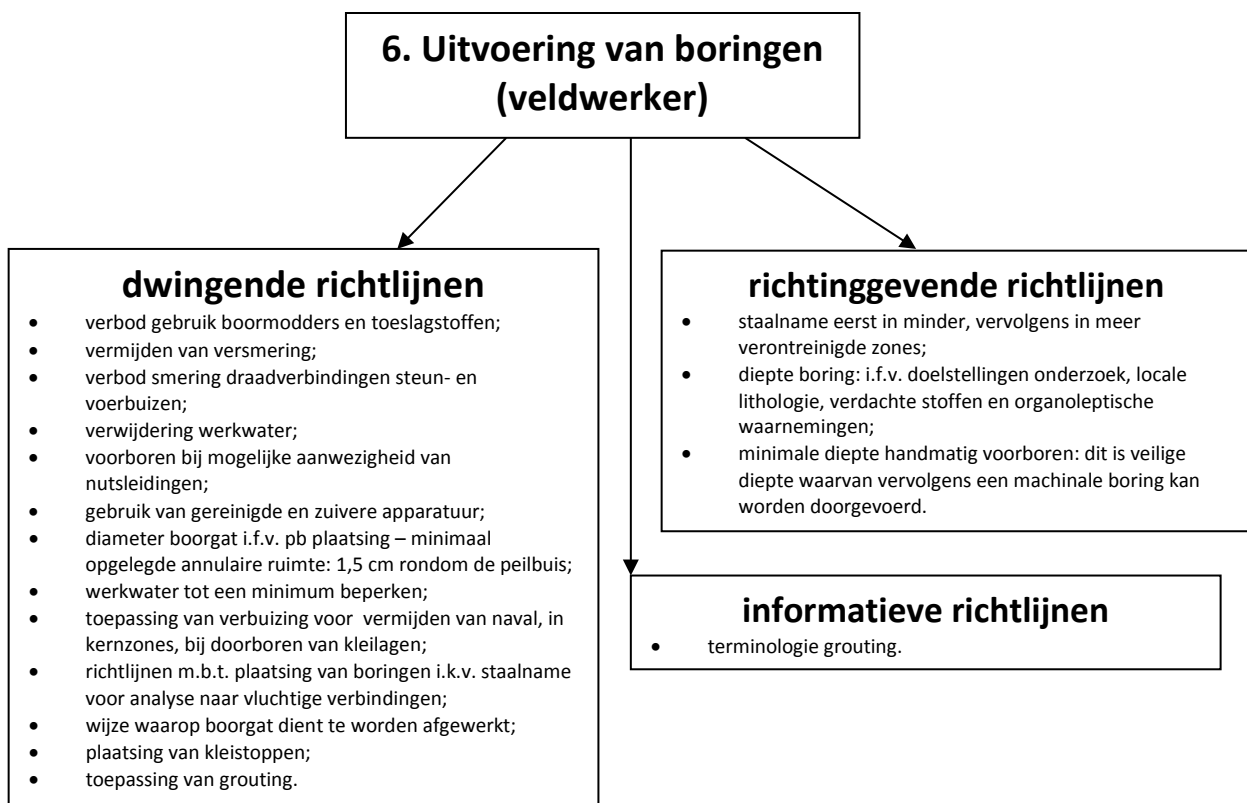 6. Uitvoering van boringen
(veldwerker)
dwingende richtlijnen
• verbod gebruik boormodders en toeslagstoffen;
• vermijden van versmering;
• verbod smering draadverbindingen steun- en
voerbuizen;
• verwijdering werkwater;
• voorboren bij mogelijke aanwezigheid van
nutsleidingen;
• gebruik van gereinigde en zuivere apparatuur;
• diameter boorgat i.f.v. pb plaatsing – minimaal
opgelegde annulaire ruimte: 1,5 cm rondom de peilbuis;
• werkwater tot een minimum beperken;
• toepassing van verbuizing voor vermijden van naval, in
kernzones, bij doorboren van kleilagen;
• richtlijnen m.b.t. plaatsing van boringen i.k.v. staalname
voor analyse naar vluchtige verbindingen;
• wijze waarop boorgat dient te worden afgewerkt;
• plaatsing van kleistoppen;
• toepassing van grouting.
richtinggevende richtlijnen
• staalname eerst in minder, vervolgens in meer
verontreinigde zones;
• diepte boring: i.f.v. doelstellingen onderzoek, locale
lithologie, verdachte stoffen en organoleptische
waarnemingen;
• minimale diepte handmatig voorboren: dit is veilige
diepte waarvan vervolgens een machinale boring kan
worden doorgevoerd.
informatieve richtlijnen
• terminologie grouting.